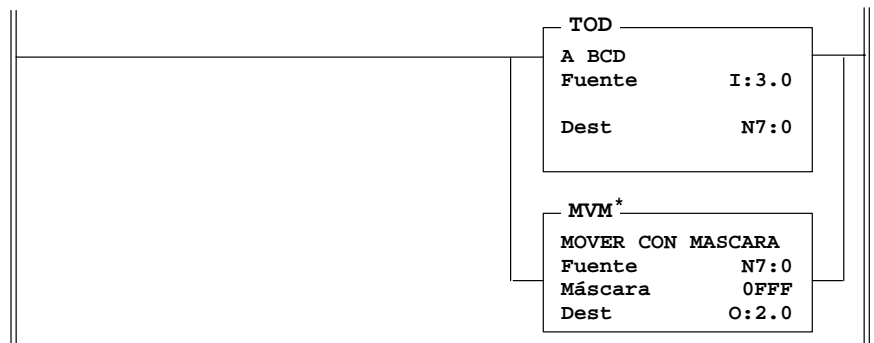 TOD
A BCD
Fuente I:3.0
Dest N7:0
MVM*
MOVER CON MASCARA
Fuente N7:0
Máscara 0FFF
Dest O:2.0